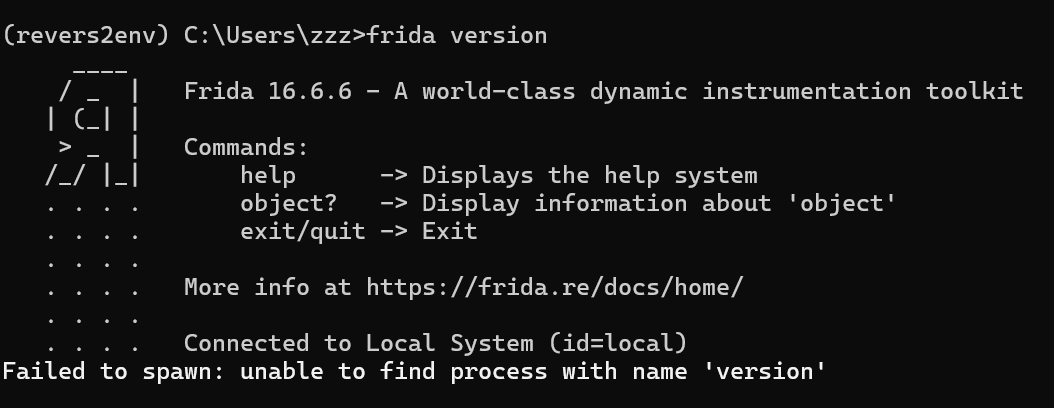 (revers2env) C:\Users\zzz>frida version
     ____
    / _  |   Frida 16.6.6 - A world-class dynamic instrumentation toolkit
   | (_| |
    > _  |   Commands:
   /_/ |_|       help      -> Displays the help system
   . . . .       object?   -> Display information about 'object'
   . . . .       exit/quit -> Exit
   . . . .
   . . . .   More info at https://frida.re/docs/home/
   . . . .
   . . . .   Connected to Local System (id=local)
Failed to spawn: unable to find process with name 'version'